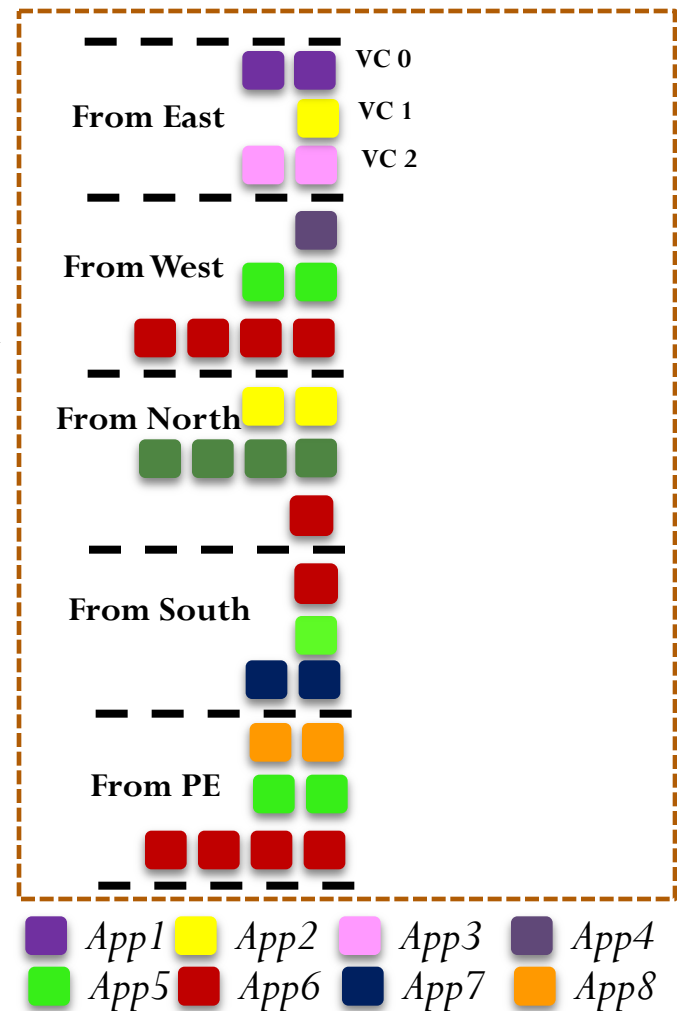 VC 0
From East
VC 1
VC 2
From West
From North
From South
From PE
App1 App2 App3 App4
App5 App6 App7 App8